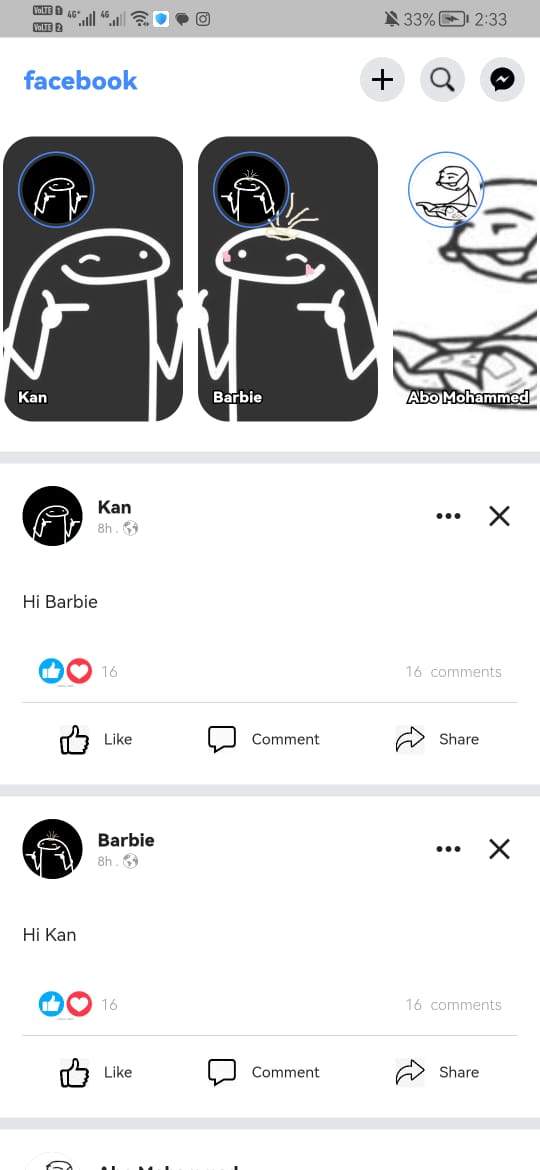 VoLTE 1 4G+ 4G 33% 2:33
VoLTE 2
facebook
Kan
Barbie
Abo Mohammed
Kan
8h .
Hi Barbie
16
16 comments
Like
Comment
Share
Barbie
8h .
Hi Kan
16
16 comments
Like
Comment
Share